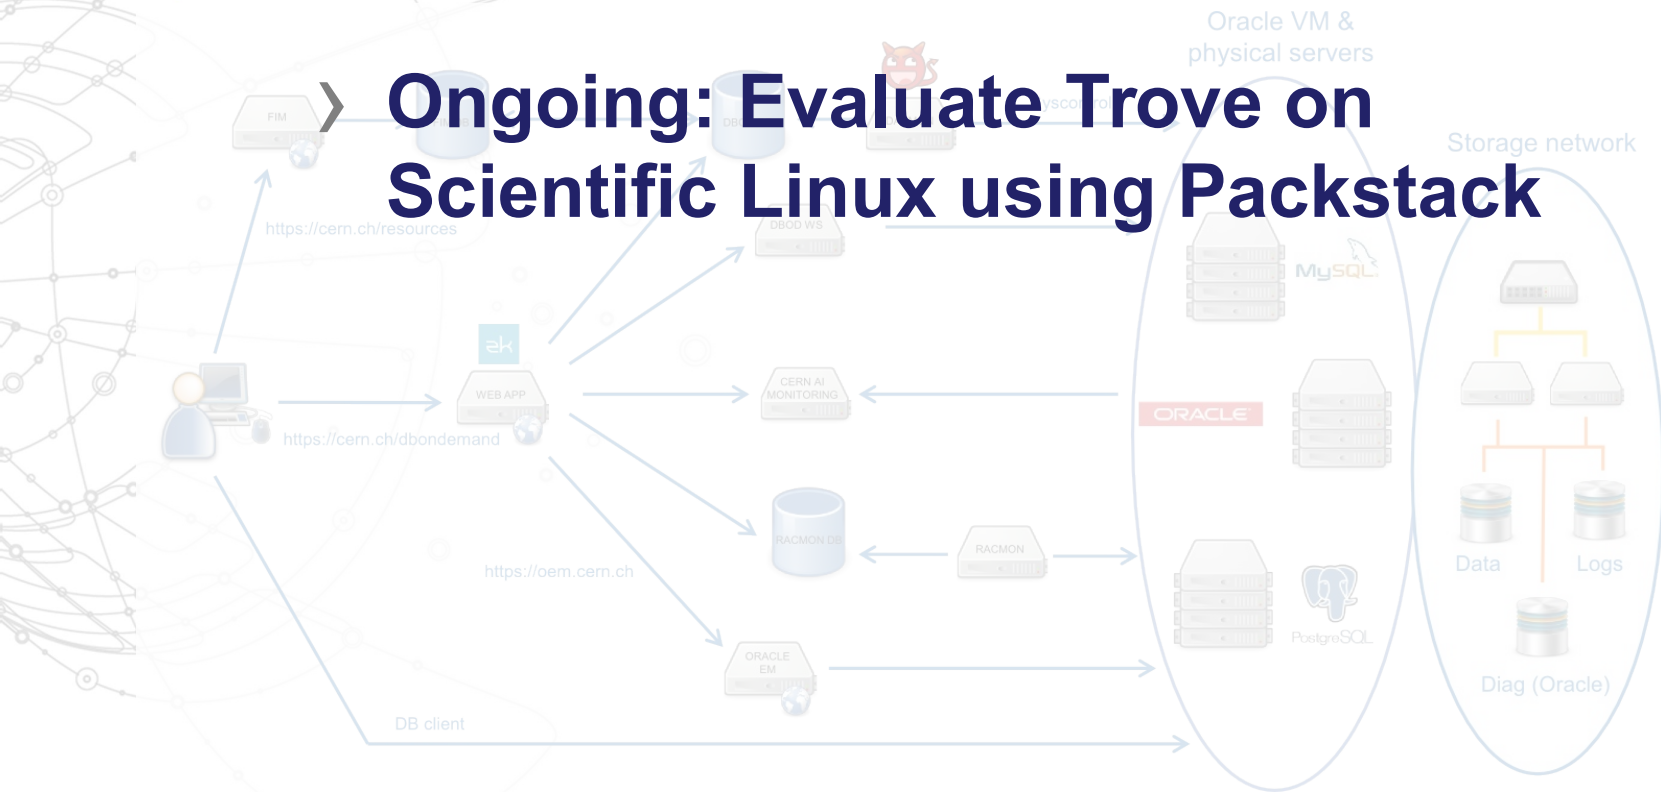 Oracle VM &
physical servers
› Ongoing: Evaluate Trove on
Scientific Linux using Packstack
FIM
Storage network
https://cern.ch/resources
DBOD WS
MySQL
WEB APP
CERN AI
MONITORING
ORACLE
https://cern.ch/dbondemand
RACMON DB
RACMON
https://oem.cern.ch
Data
Logs
PostgreSQL
ORACLE
EM
Diag (Oracle)
DB client